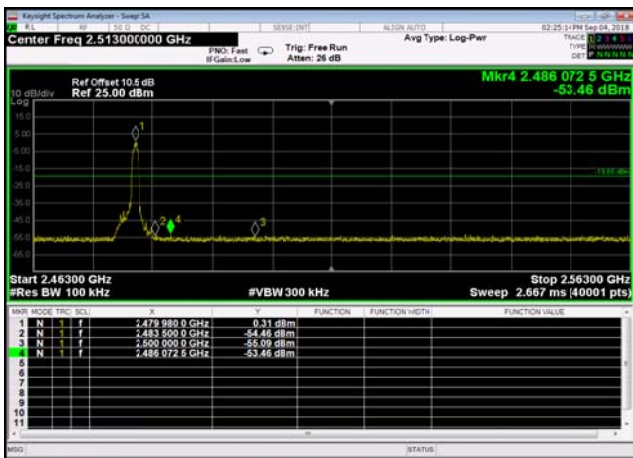 Keysight Spectrum Analyzer - Swept SA
RL RF 50 Ω DC SENSE:INT ALIGN AUTO 02:25:14 PM Sep 04, 2018
Center Freq 2.513000000 GHz
PNO: Fast
IFGain:Low
Trig: Free Run
Atten: 26 dB
Avg Type: Log-Pwr
TRACE 1 2 3 4 5 6
TYPE M W W W W W
DET P N N N N N
Mkr4 2.486 072 5 GHz
-53.46 dBm
Ref Offset 10.5 dB
10 dB/div Ref 25.00 dBm
Log
15.0
5.00
-5.00
-15.0
-25.0
-35.0
-45.0
-55.0
-65.0
1
2
4
3
Start 2.46300 GHz Stop 2.56300 GHz
#Res BW 100 kHz #VBW 300 kHz Sweep 2.667 ms (40001 pts)
MKR MODE TRC SCL X Y FUNCTION FUNCTION WIDTH FUNCTION VALUE
1 N 1 f 2.479 980 0 GHz 0.31 dBm
2 N 1 f 2.483 500 0 GHz -54.46 dBm
3 N 1 f 2.500 000 0 GHz -55.09 dBm
4 N 1 f 2.486 072 5 GHz -53.46 dBm
5
6
7
8
9
10
11
MSG STATUS